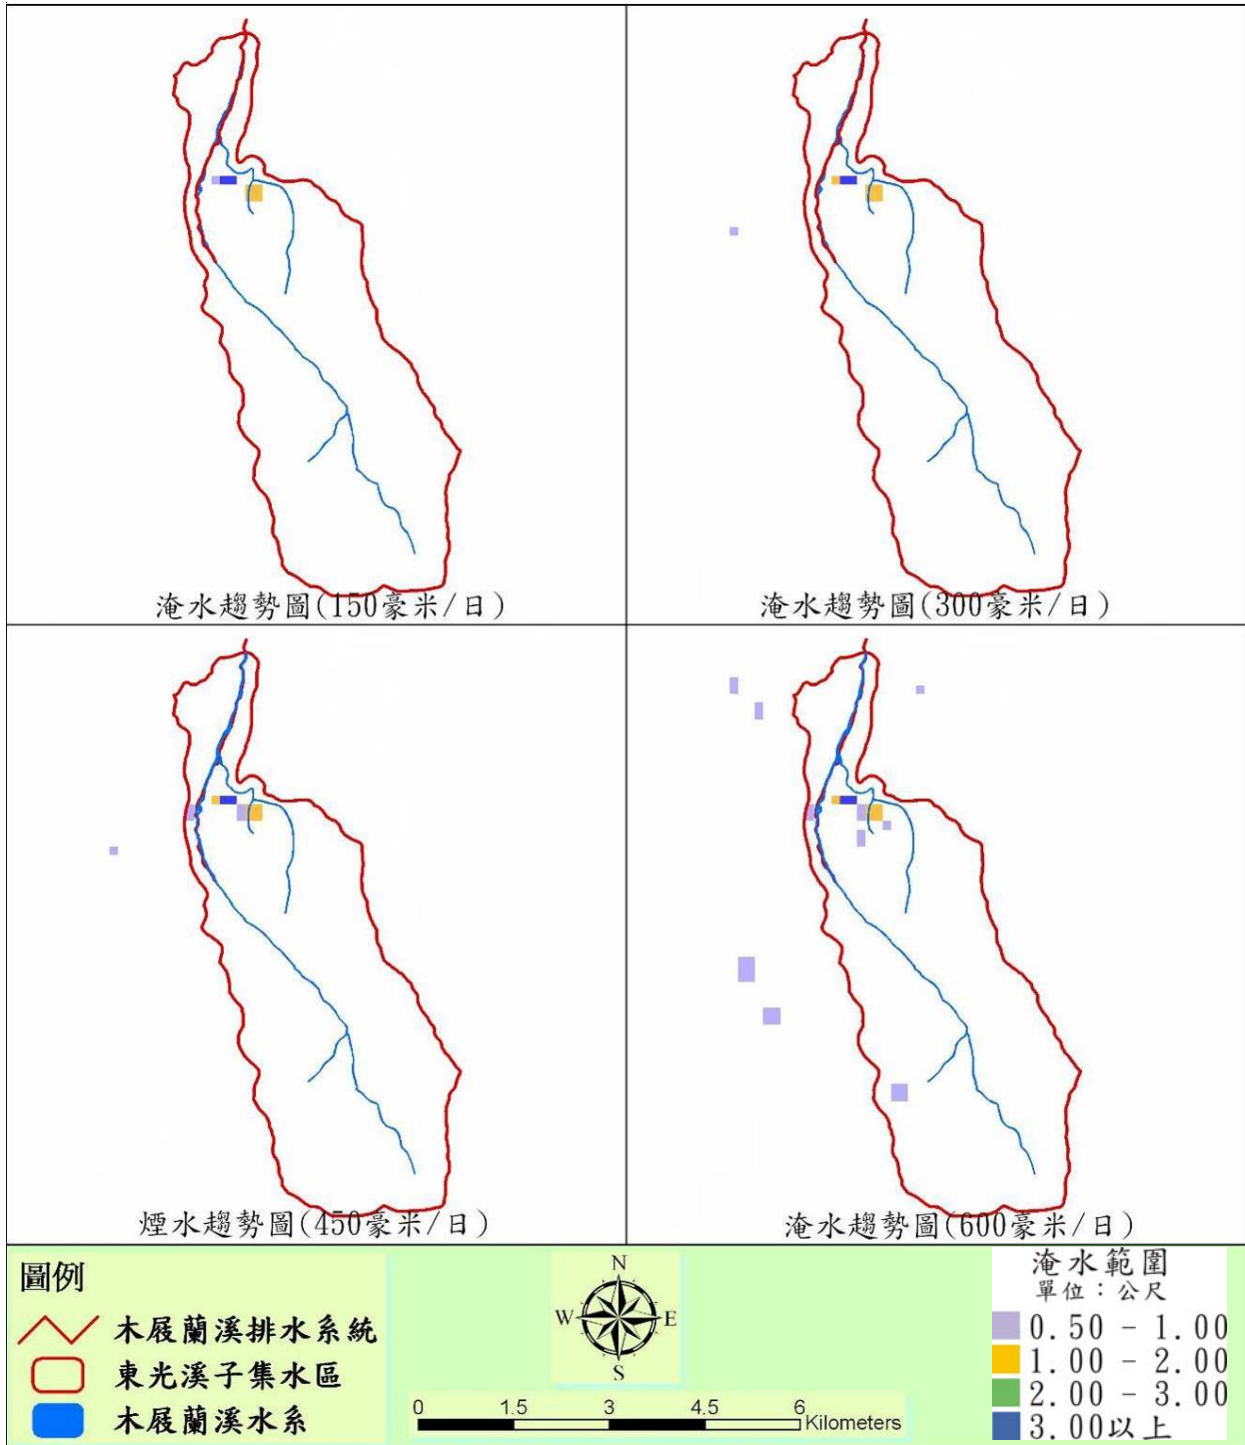 淹水趨勢圖(150豪米/日)
淹水趨勢圖(300豪米/日)
煙水趨勢圖(450豪米/日)
淹水趨勢圖(600豪米/日)
圖例
木屐蘭溪排水系統
東光溪子集水區
木屐蘭溪水系
N
W
E
S
0 1.5 3 4.5 6
Kilometers
淹水範圍
單位：公尺
0.50 - 1.00
1.00 - 2.00
2.00 - 3.00
3.00以上